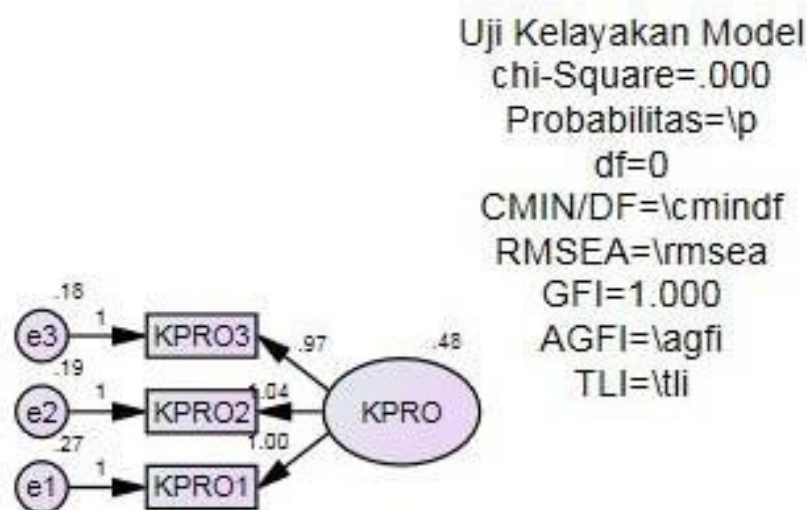 Uji Kelayakan Model
chi-Square=.000
Probabilitas=\p
df=0
CMIN/DF=\cmindf
RMSEA=\rmsea
GFI=1.000
AGFI=\agfi
TLI=\tli
.18
e3 1 KPRO3 .97 .48
.19
e2 1 KPRO2 1.04 KPRO
.27 1.00
e1 1 KPRO1